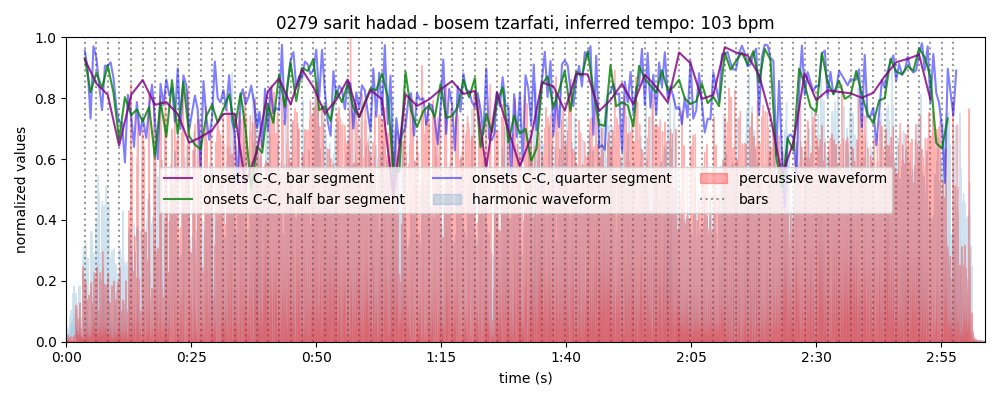 0279 sarit hadad - bosem tzarfati, inferred tempo: 103 bpm
1.0
0.8
0.6
0.4
0.2
0.0
normalized values
onsets C-C, bar segment
onsets C-C, half bar segment
onsets C-C, quarter segment
harmonic waveform
percussive waveform
bars
0:00 0:25 0:50 1:15 1:40 2:05 2:30 2:55
time (s)